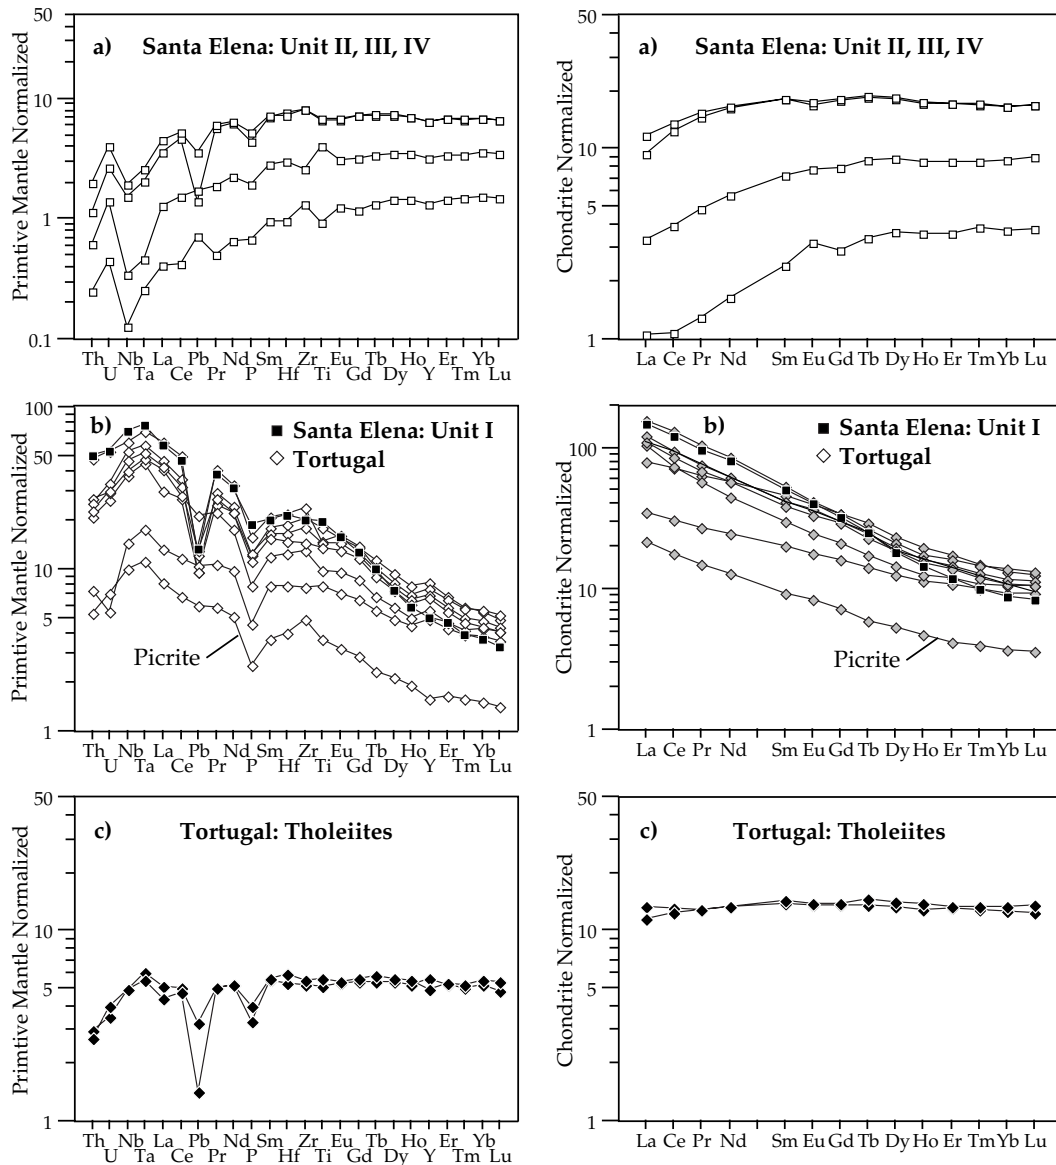 50
a) Santa Elena: Unit II, III, IV
10
1
0.1
Primtive Mantle Normalized
Th Nb La Pb Nd Sm Zr Eu Tb Ho Er Yb
U Ta Ce Pr P Hf Ti Gd Dy Y Tm Lu
50
a) Santa Elena: Unit II, III, IV
10
5
1
Chondrite Normalized
La Ce Pr Nd Sm Eu Gd Tb Dy Ho Er Tm Yb Lu
100
50
10
5
1
b)
Santa Elena: Unit I
Tortugal
Picrite
Primtive Mantle Normalized
Th Nb La Pb Nd Sm Zr Eu Tb Ho Er Yb
U Ta Ce Pr P Hf Ti Gd Dy Y Tm Lu
100
10
1
b)
Santa Elena: Unit I
Tortugal
Picrite
Chondrite Normalized
La Ce Pr Nd Sm Eu Gd Tb Dy Ho Er Tm Yb Lu
50
c) Tortugal: Tholeiites
10
5
1
Primtive Mantle Normalized
Th Nb La Pb Nd Sm Zr Eu Tb Ho Er Yb
U Ta Ce Pr P Hf Ti Gd Dy Y Tm Lu
50
c) Tortugal: Tholeiites
10
5
1
Chondrite Normalized
La Ce Pr Nd Sm Eu Gd Tb Dy Ho Er Tm Yb Lu